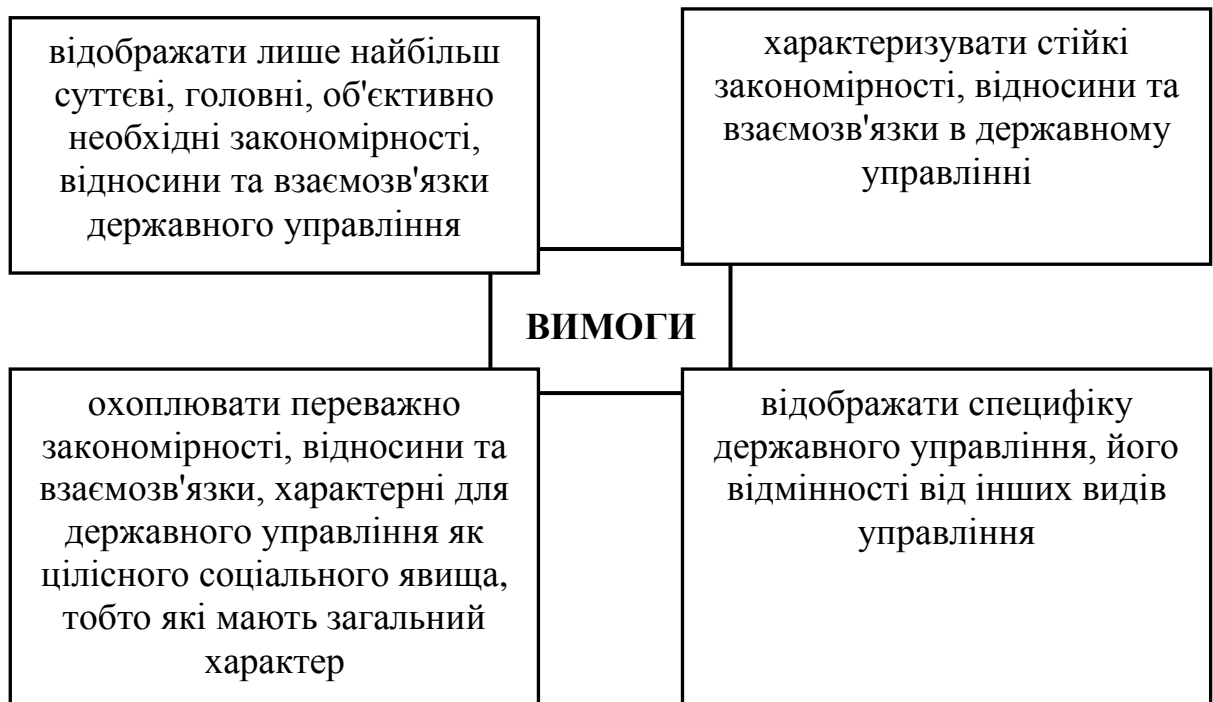 відображати лише найбільш
суттєві, головні, об'єктивно
необхідні закономірності,
відносини та взаємозв'язки
державного управління
характеризувати стійкі
закономірності, відносини та
взаємозв'язки в державному
управлінні
ВИМОГИ
охоплювати переважно
закономірності, відносини та
взаємозв'язки, характерні для
державного управління як
цілісного соціального явища,
тобто які мають загальний
характер
відображати специфіку
державного управління, його
відмінності від інших видів
управління